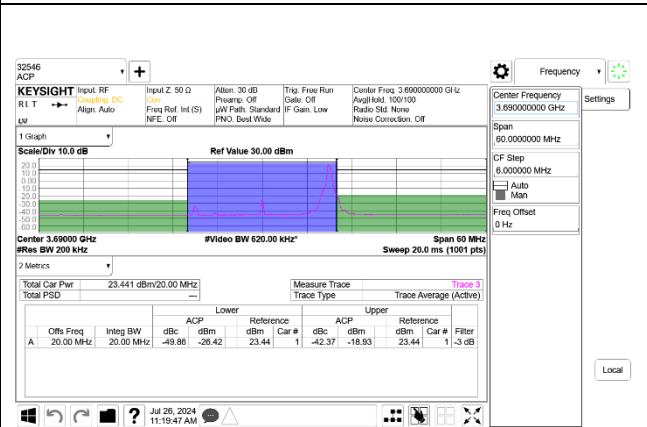 32546
ACP
Frequency
KEYSIGHT Input: RF Input Z: 50 Ω Atten: 30 dB Trig: Free Run Center Freq: 3.690000000 GHz
RLT Coupling: DC Corr Preamp: Off Gate: Off Avg|Hold: 100/100
Align: Auto Freq Ref: Int (S) µW Path: Standard IF Gain: Low Radio Std: None
NFE: Off PNO: Best Wide Noise Correction: Off
1 Graph
Scale/Div 10.0 dB Ref Value 30.00 dBm
20.0
10.0
0.00
-10.0
-20.0
-30.0
-40.0
-50.0
-60.0
Center 3.69000 GHz #Video BW 620.00 kHz* Span 60 MHz
#Res BW 200 kHz Sweep 20.0 ms (1001 pts)
2 Metrics
Total Car Pwr 23.441 dBm/20.00 MHz Measure Trace Trace 3
Total PSD --- Trace Type Trace Average (Active)
Lower Upper
ACP Reference ACP Reference
Offs Freq Integ BW dBc dBm dBm Car # dBc dBm dBm Car # Filter
A 20.00 MHz 20.00 MHz -49.86 -26.42 23.44 1 -42.37 -18.93 23.44 1 -3 dB
Center Frequency
3.690000000 GHz
Settings
Span
60.0000000 MHz
CF Step
6.000000 MHz
Auto
Man
Freq Offset
0 Hz
Local
? Jul 26, 2024
11:19:47 AM